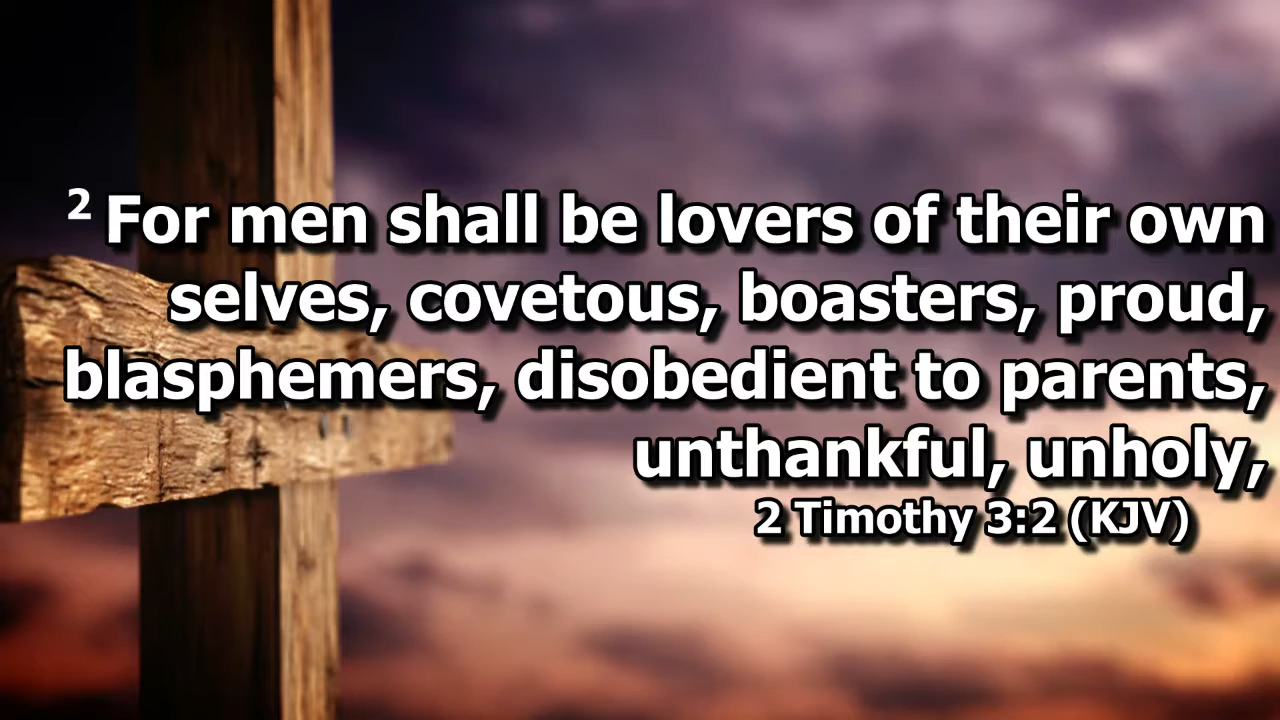 2 For men shall be lovers of their own
selves, covetous, boasters, proud,
blasphemers, disobedient to parents,
unthankful, unholy,
2 Timothy 3:2 (KJV)